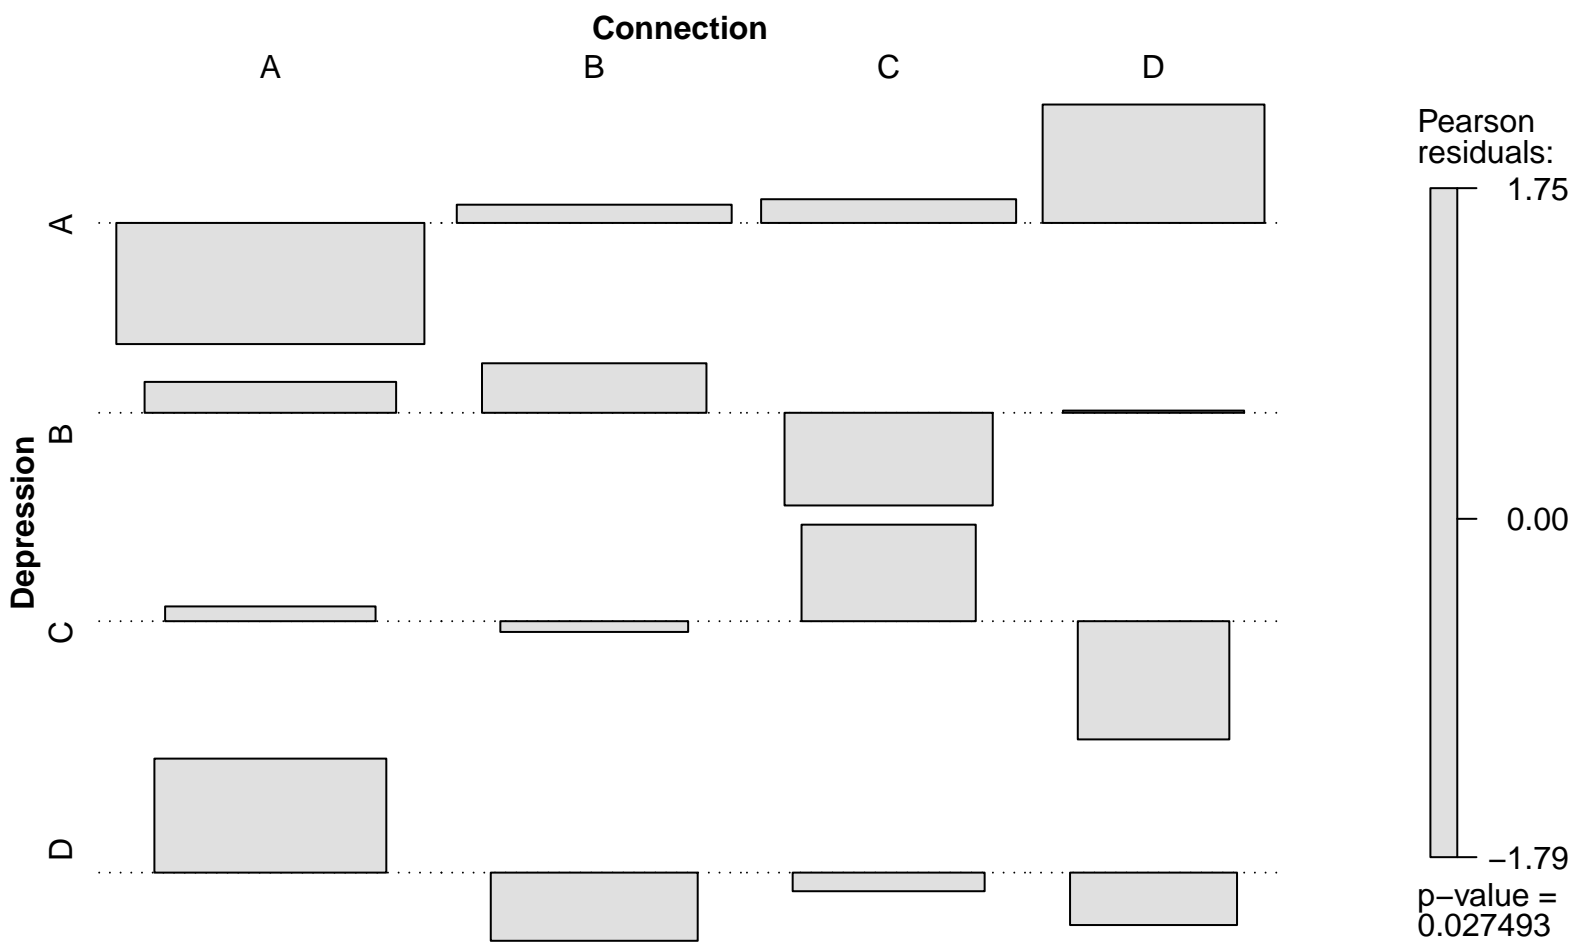 Connection
A B C D
Pearson
residuals:
1.75
A
B
0.00
Depression
C
D
−1.79
p−value =
0.027493